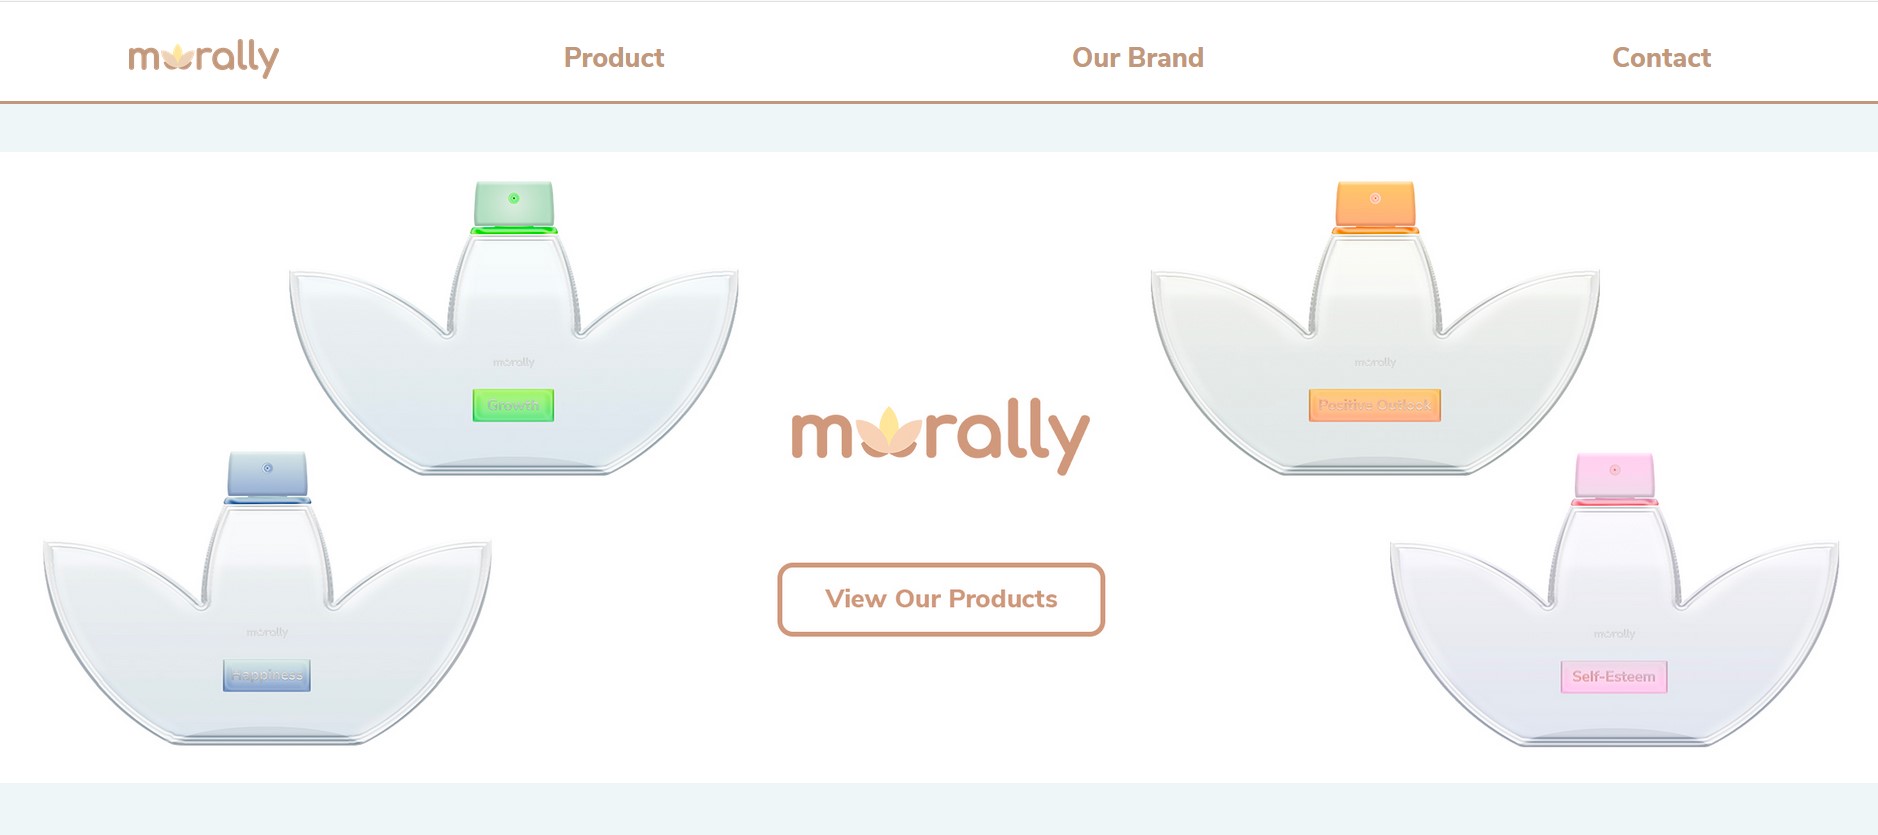 morally
Product
Our Brand
Contact
morally
Growth
morally
Positive Outlook
morally
View Our Products
morally
Happiness
morally
Self-Esteem